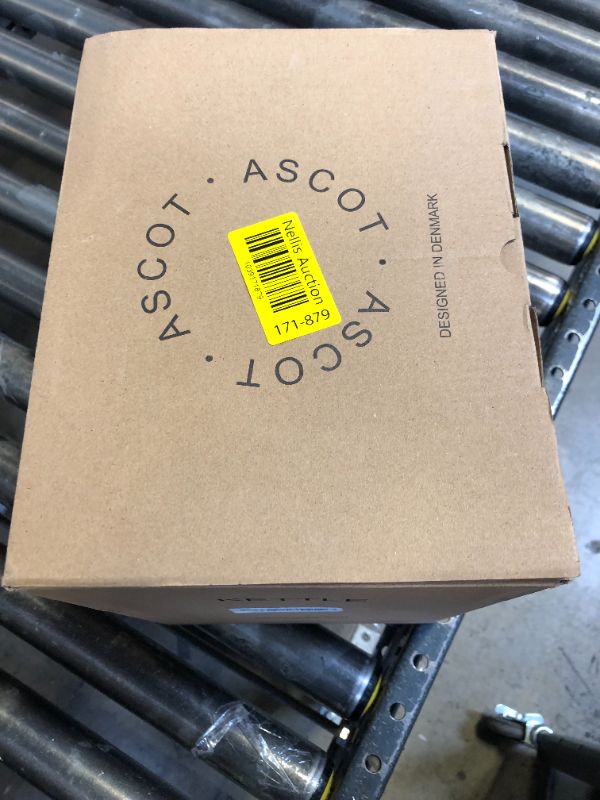 ASCOT · ASCOT · ASCOT ·
Nellis Auction
171-879
DESIGNED IN DENMARK
KETTLE